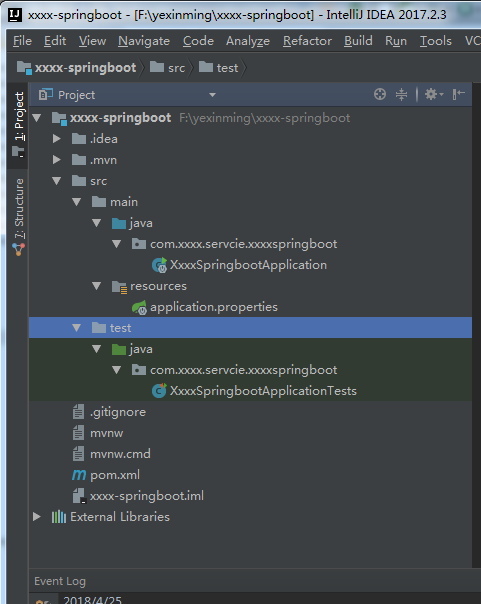 xxxx-springboot - [F:\yexinming\xxxx-springboot] - IntelliJ IDEA 2017.2.3
File Edit View Navigate Code Analyze Refactor Build Run Tools VC
xxxx-springboot src test
1: Project
Project
7: Structure
xxxx-springboot F:\yexinming\xxxx-springboot
.idea
.mvn
src
main
java
com.xxxx.servcie.xxxxspringboot
XxxxSpringbootApplication
resources
application.properties
test
java
com.xxxx.servcie.xxxxspringboot
XxxxSpringbootApplicationTests
.gitignore
mvnw
mvnw.cmd
pom.xml
xxxx-springboot.iml
External Libraries
Event Log
2018/4/25